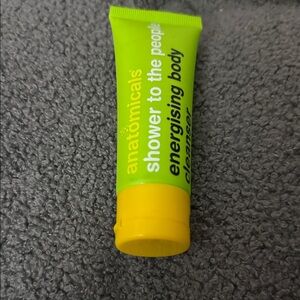 anatomicals
shower to the people
energising body
cleanser